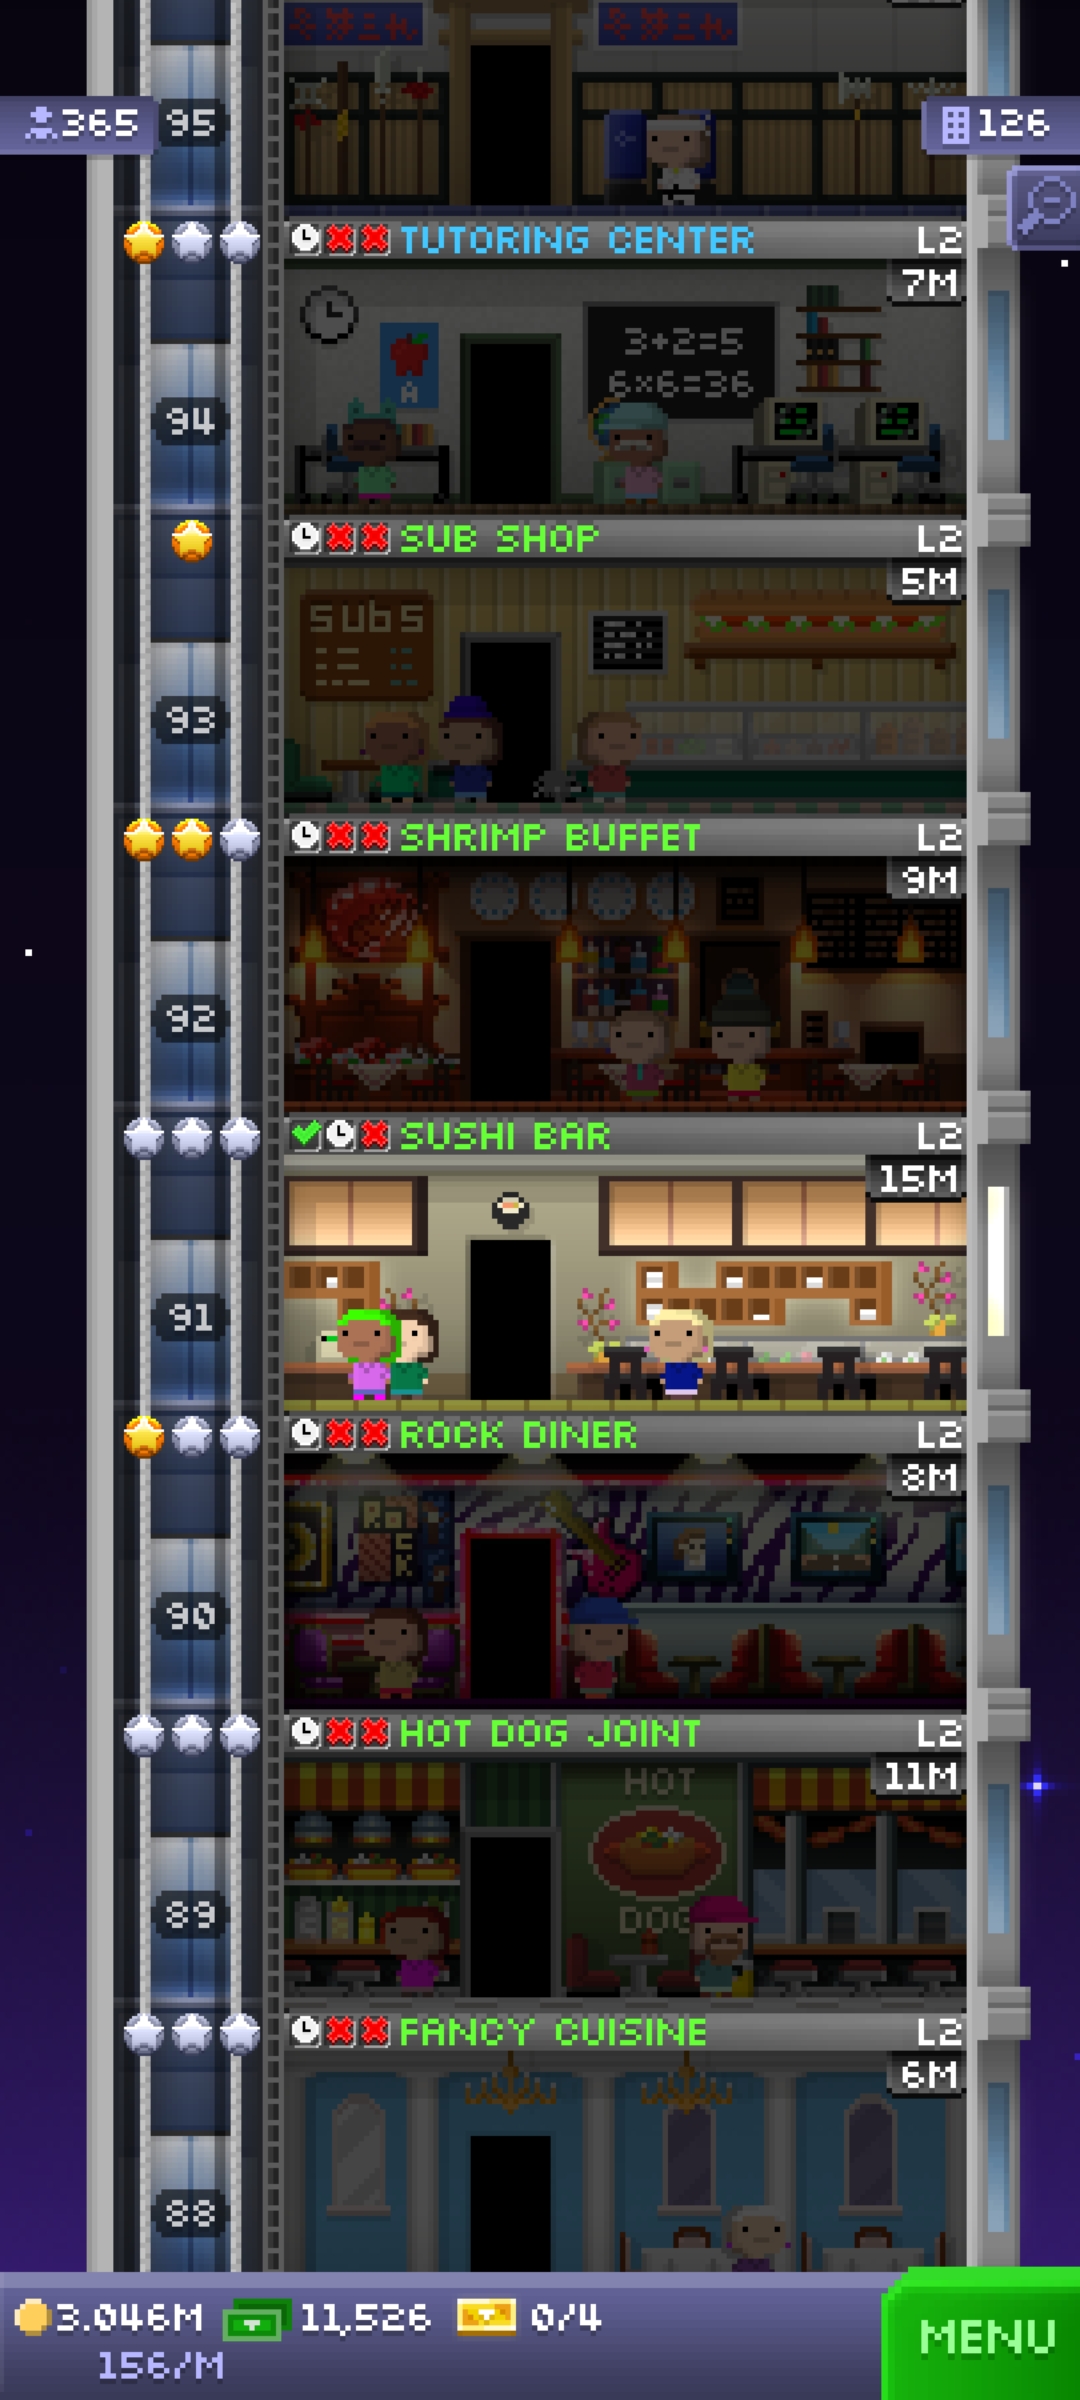 365
95
126
TUTORING CENTER L2
7M
3+2=5
6×6=36
A
94
SUB SHOP L2
5M
SUbS
93
SHRIMP BUFFET L2
9M
92
SUSHI BAR L2
15M
91
ROCK DINER L2
8M
ROCK
90
HOT DOG JOINT L2
11M
HOT
89
DOG
FANCY CUISINE L2
6M
88
3.046M 11,526 0/4
156/M
MENU